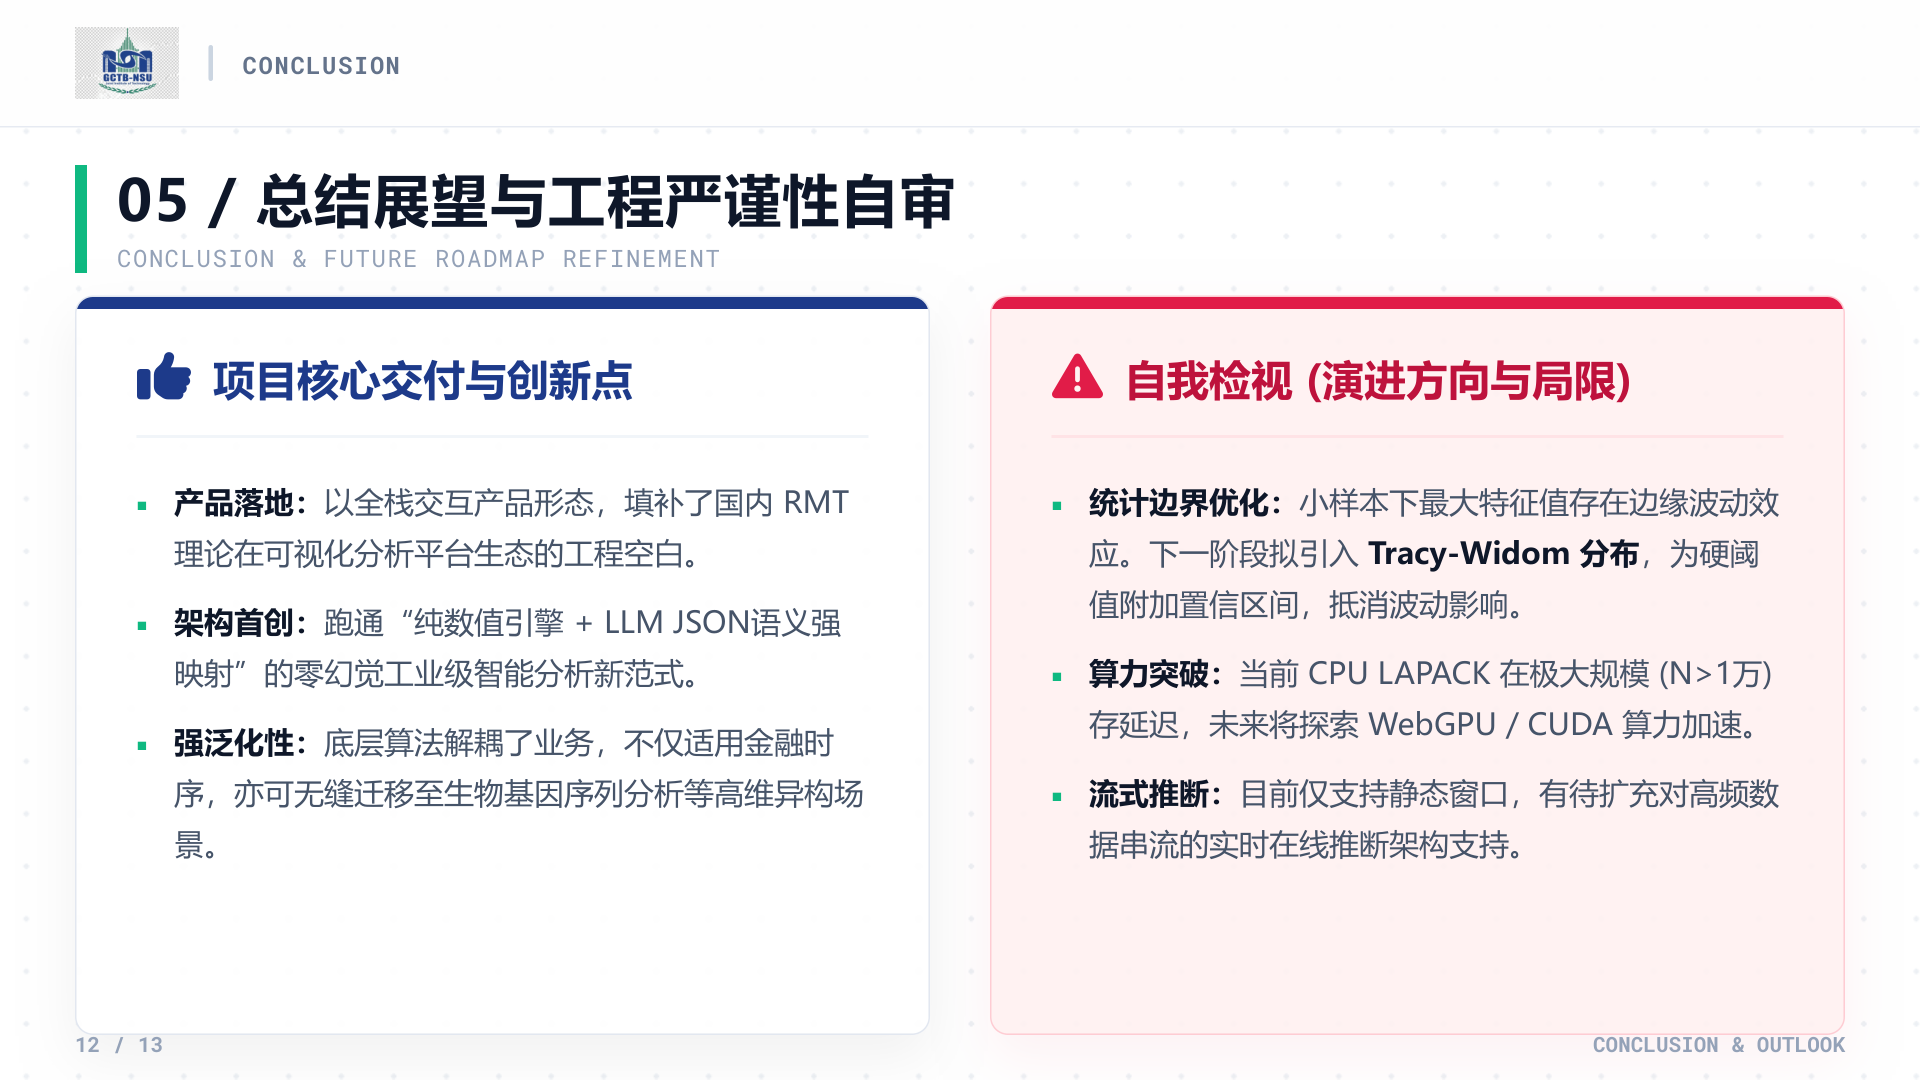 GCTB-NSU
CONCLUSION
05 / 总结展望与工程严谨性自审
CONCLUSION & FUTURE ROADMAP REFINEMENT
项目核心交付与创新点
产品落地：以全栈交互产品形态，填补了国内 RMT
理论在可视化分析平台生态的工程空白。
架构首创：跑通“纯数值引擎 + LLM JSON语义强
映射”的零幻觉工业级智能分析新范式。
强泛化性：底层算法解耦了业务，不仅适用金融时
序，亦可无缝迁移至生物基因序列分析等高维异构场
景。
自我检视 (演进方向与局限)
统计边界优化：小样本下最大特征值存在边缘波动效
应。下一阶段拟引入 Tracy-Widom 分布，为硬阈
值附加置信区间，抵消波动影响。
算力突破：当前 CPU LAPACK 在极大规模 (N>1万)
存延迟，未来将探索 WebGPU / CUDA 算力加速。
流式推断：目前仅支持静态窗口，有待扩充对高频数
据串流的实时在线推断架构支持。
12 / 13
CONCLUSION & OUTLOOK